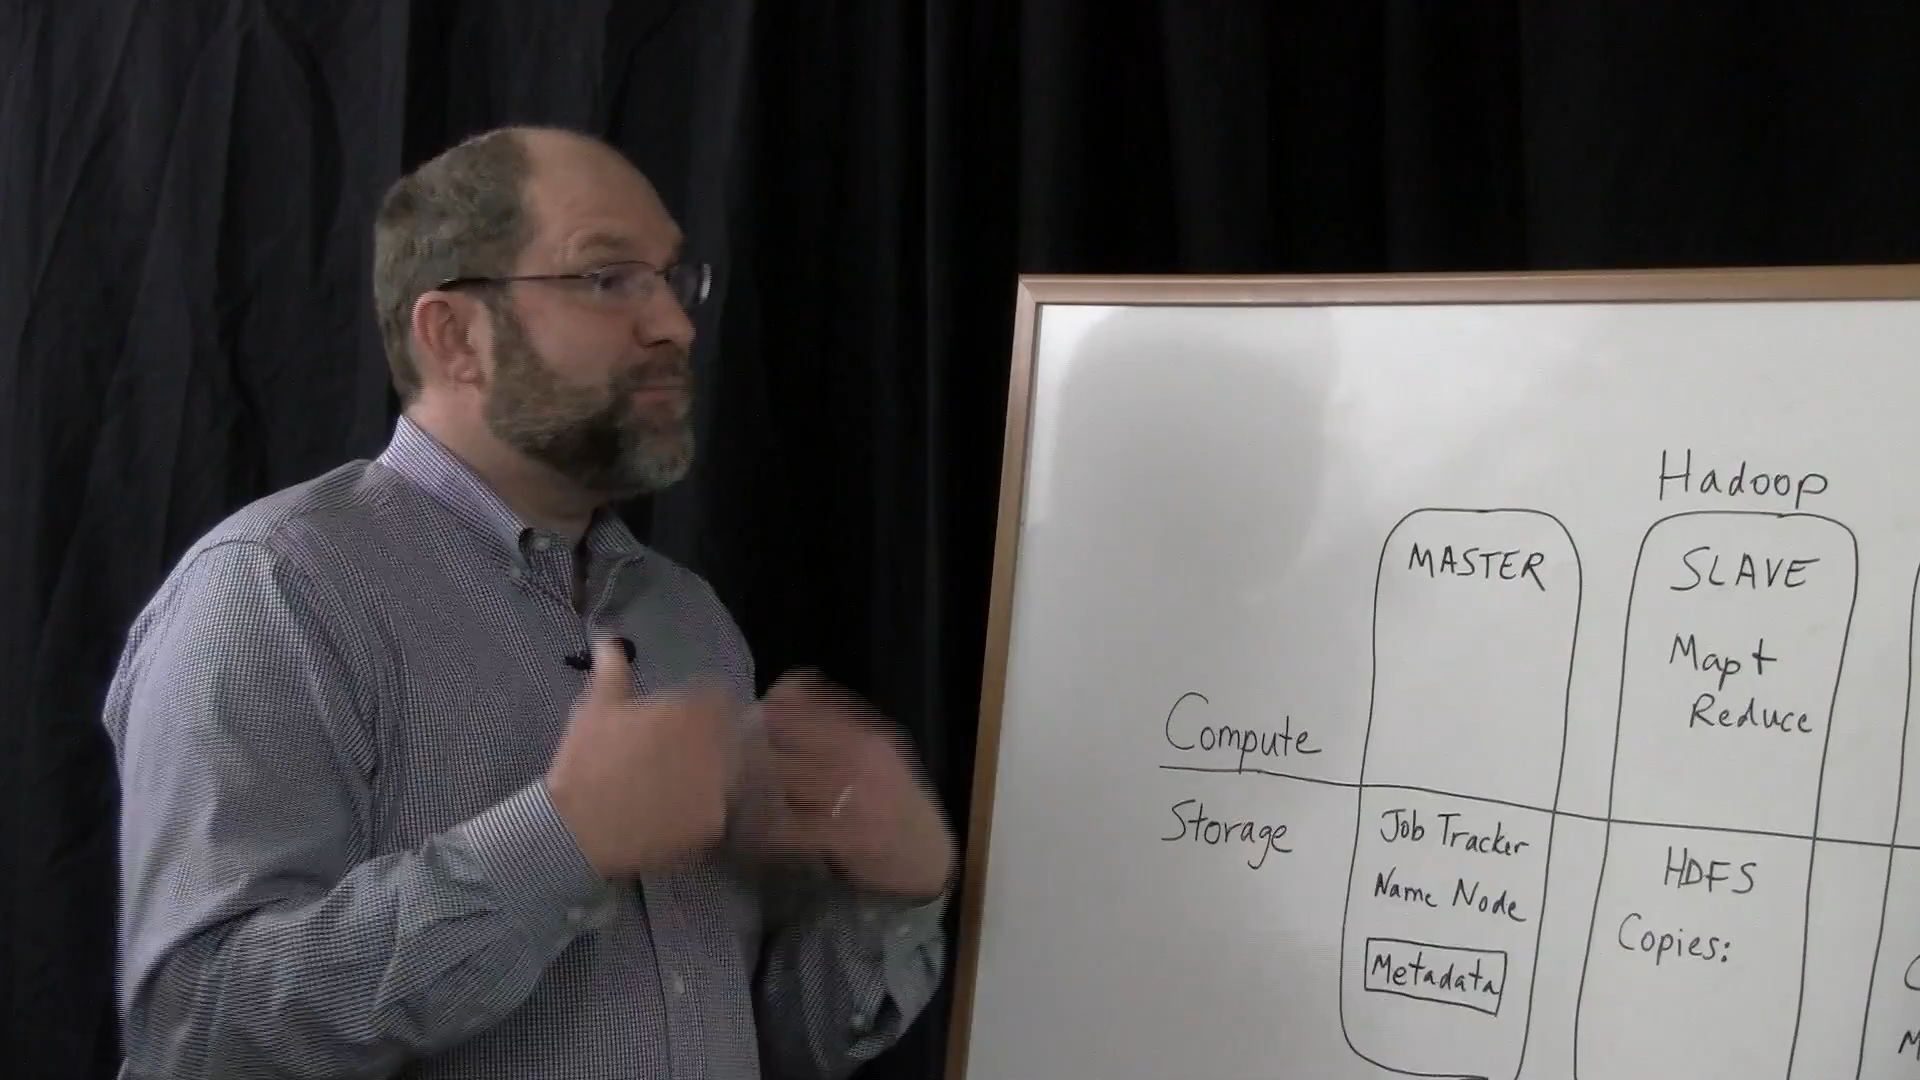 Hadoop
MASTER
SLAVE
Map +
Reduce
Compute
Storage
Job Tracker
Name Node
Metadata
HDFS
Copies: